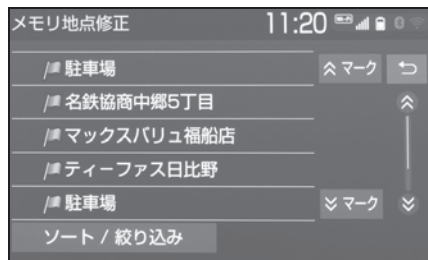 メモリ地点修正 11:20
駐車場 マーク
名鉄協商中郷5丁目
マックスバリュ福船店
ティーファス日比野
駐車場 マーク
ソート / 絞り込み